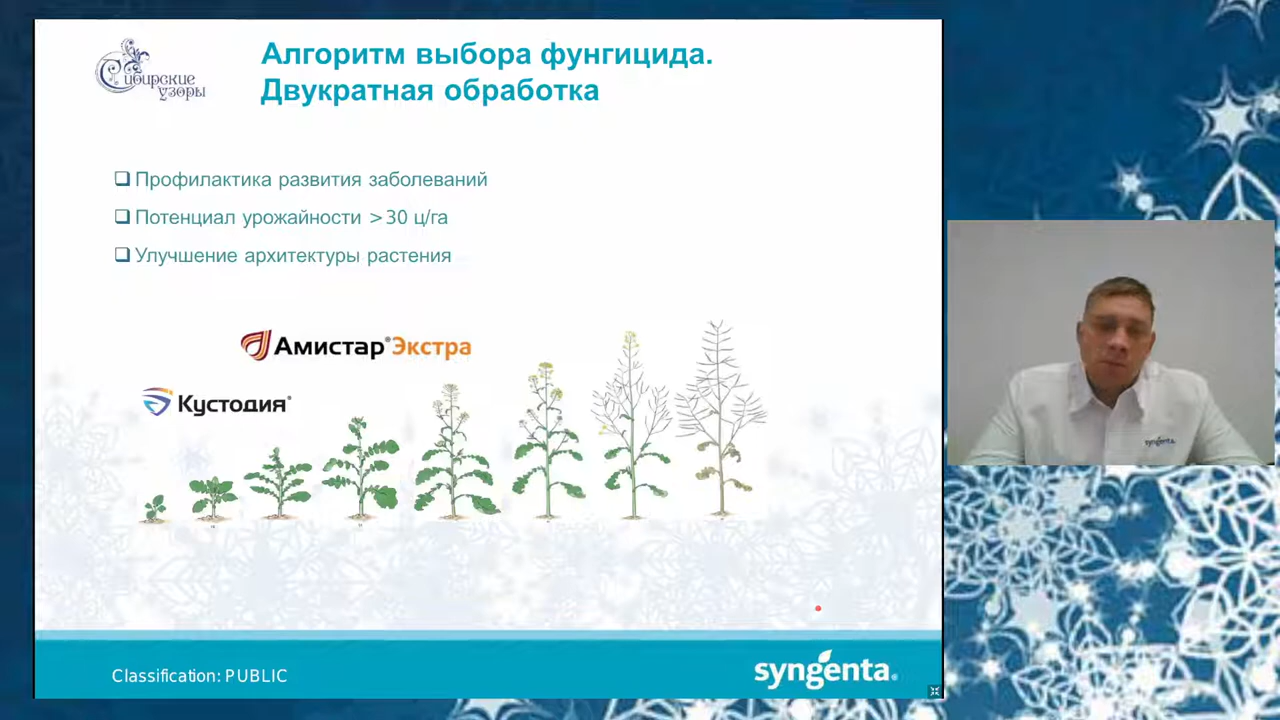 Сибирские
узоры
Алгоритм выбора фунгицида.
Двукратная обработка
Профилактика развития заболеваний
Потенциал урожайности >30 ц/га
Улучшение архитектуры растения
Амистар® Экстра
Кустодия®
Classification: PUBLIC
syngenta.
syngenta.